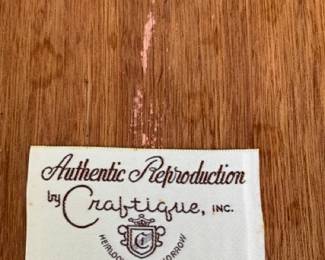 Authentic Reproduction
by Craftique, INC.
C
HEIRLOO
ORROW